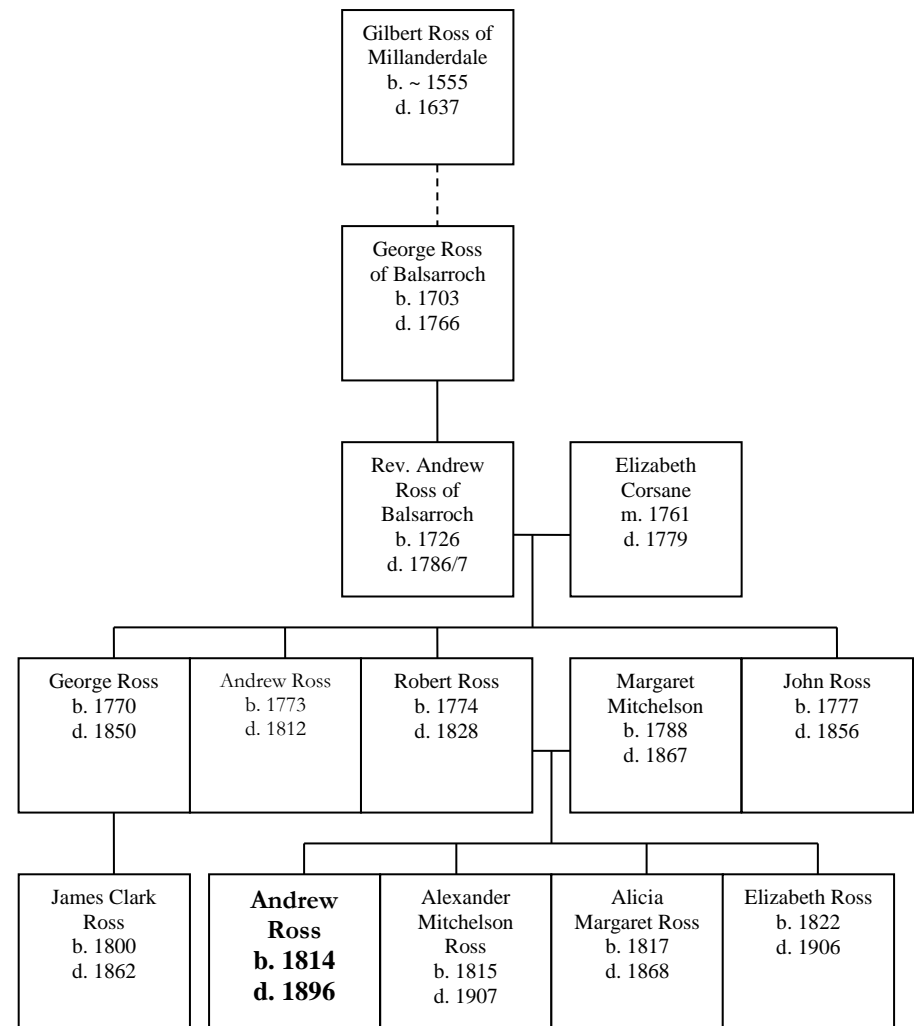 Gilbert Ross of
Millanderdale
b. ~ 1555
d. 1637
George Ross
of Balsarroch
b. 1703
d. 1766
Rev. Andrew
Ross of
Balsarroch
b. 1726
d. 1786/7
Elizabeth
Corsane
m. 1761
d. 1779
George Ross
b. 1770
d. 1850
Andrew Ross
b. 1773
d. 1812
Robert Ross
b. 1774
d. 1828
Margaret
Mitchelson
b. 1788
d. 1867
John Ross
b. 1777
d. 1856
James Clark
Ross
b. 1800
d. 1862
Andrew
Ross
b. 1814
d. 1896
Alexander
Mitchelson
Ross
b. 1815
d. 1907
Alicia
Margaret Ross
b. 1817
d. 1868
Elizabeth Ross
b. 1822
d. 1906